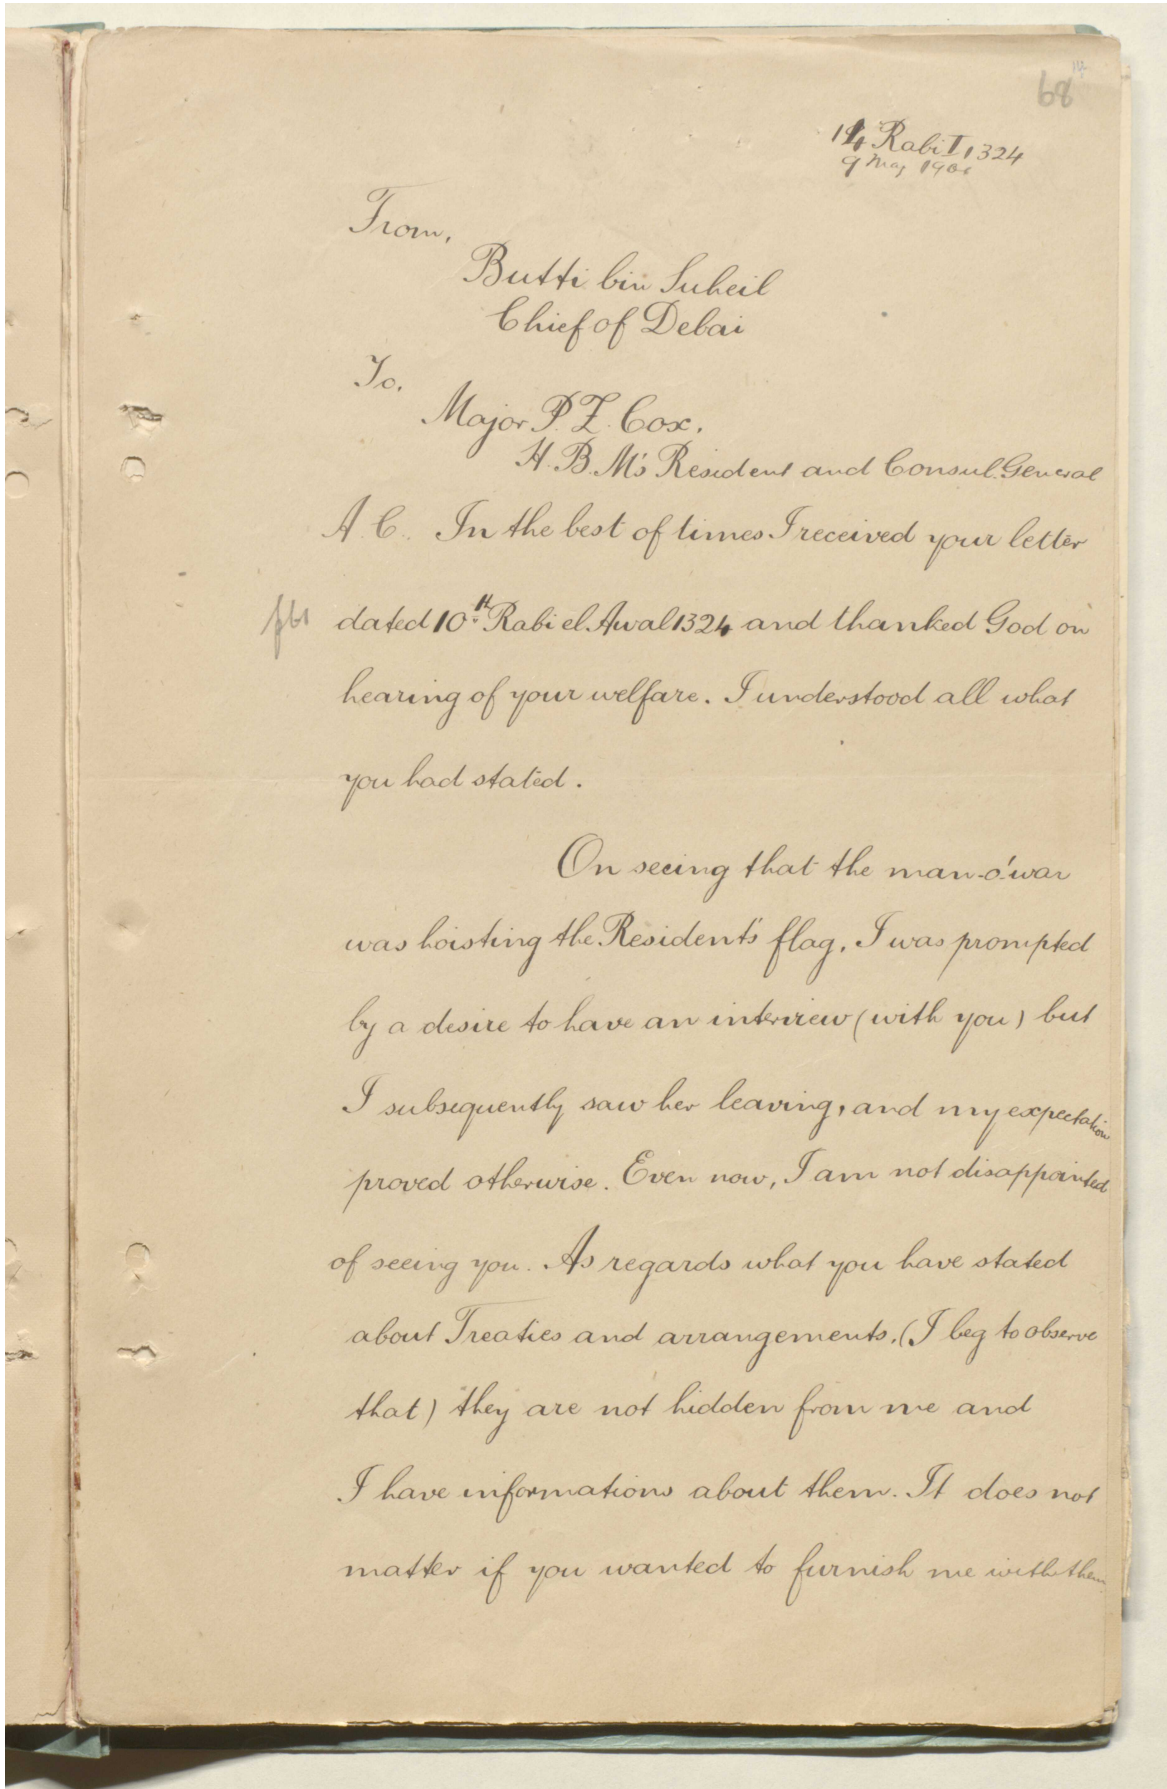 68
14 Rabi I 1324
9 May 1906
From,
Butti bin Suheil
Chief of Debai
To,
Major P. Z. Cox.
H. B. M's Resident and Consul. General
A. C. In the best of times I received your letter
dated 10th Rabi el Awal 1324 and thanked God on
hearing of your welfare. I understood all what
you had stated.
On seeing that the man-o'-war
was hoisting the Resident's flag, I was prompted
by a desire to have an interview (with you) but
I subsequently saw her leaving, and my expectation
proved otherwise. Even now, I am not disappointed
of seeing you. As regards what you have stated
about Treaties and arrangements, (I beg to observe
that) they are not hidden from me and
I have informations about them. It does not
matter if you wanted to furnish me with them